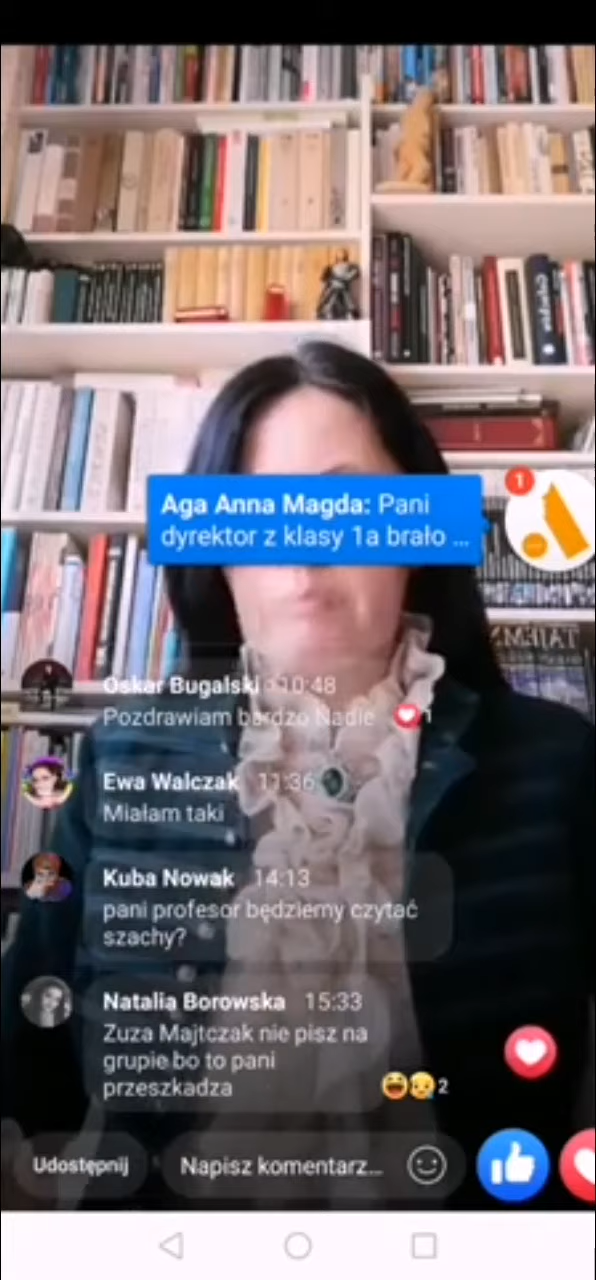 Aga Anna Magda: Pani
dyrektor z klasy 1a brało ...
1
TAJEMN
Oskar Bugalski 10:48
Pozdrawiam bardzo Nadie 1
Ewa Walczak 11:36
Miałam taki
Kuba Nowak 14:13
pani profesor będziemy czytać
szachy?
Natalia Borowska 15:33
Zuza Majtczak nie pisz na
grupie bo to pani
przeszkadza 2
Udostępnij Napisz komentarz...